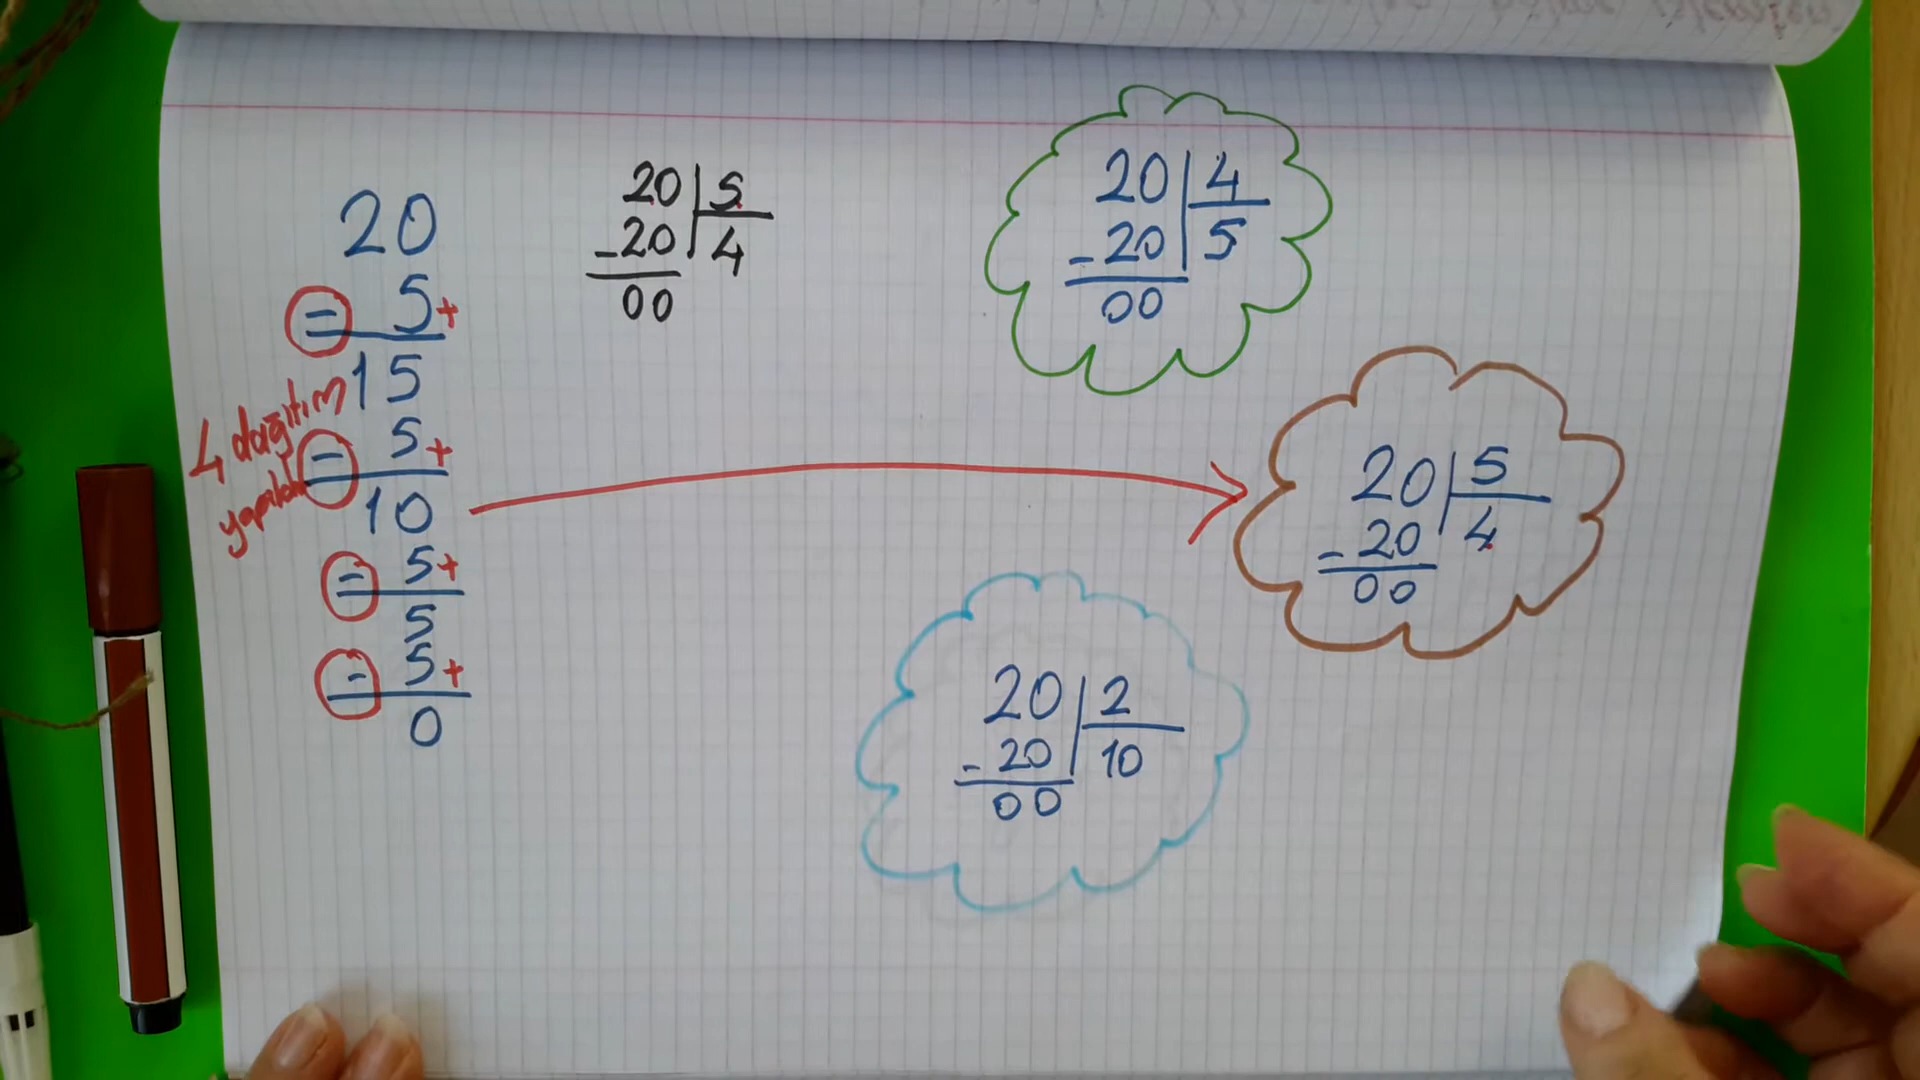 20
- 5+
15
- 5+
10
- 5+
5
- 5+
0
4 dağıtım
yapıldı
20 | 5
-20 | 4
00
20 | 4
-20 | 5
00
20 | 5
-20 | 4
00
20 | 2
-20 | 10
00